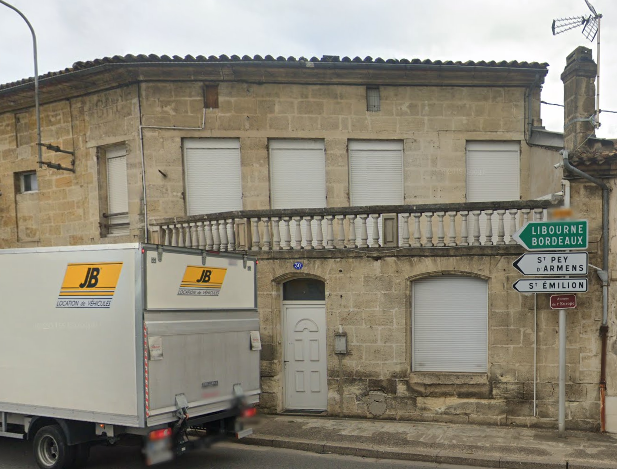 JB
LOCATION de VÉHICULES
JB
LOCATION de VÉHICULES
LIBOURNE
BORDEAUX
ST PEY
D'ARMENS
ST ÉMILION